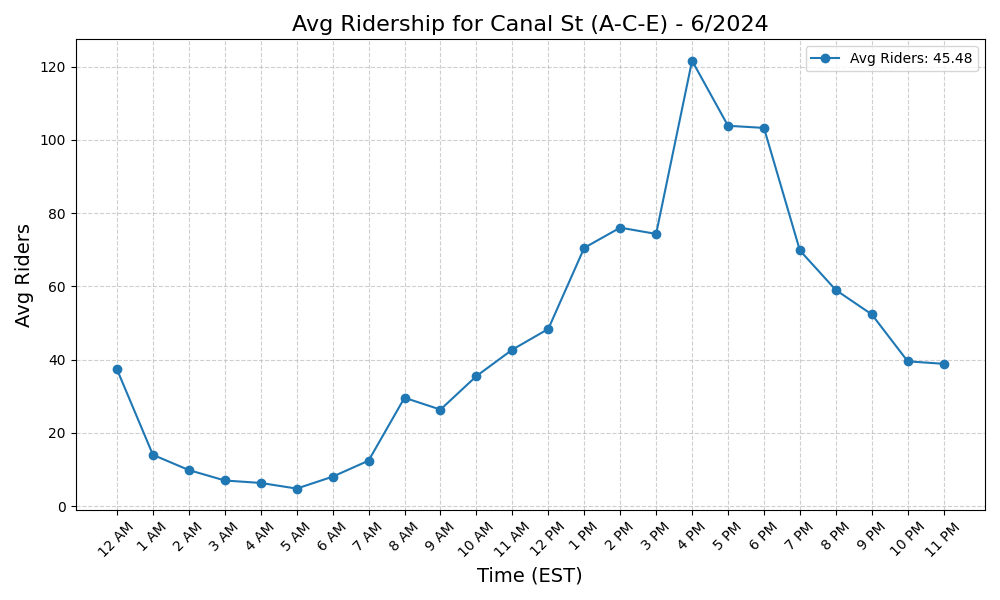 Avg Ridership for Canal St (A-C-E) - 6/2024
Avg Riders: 45.48
Avg Riders
120
100
80
60
40
20
0
12 AM
1 AM
2 AM
3 AM
4 AM
5 AM
6 AM
7 AM
8 AM
9 AM
10 AM
11 AM
12 PM
1 PM
2 PM
3 PM
4 PM
5 PM
6 PM
7 PM
8 PM
9 PM
10 PM
11 PM
Time (EST)